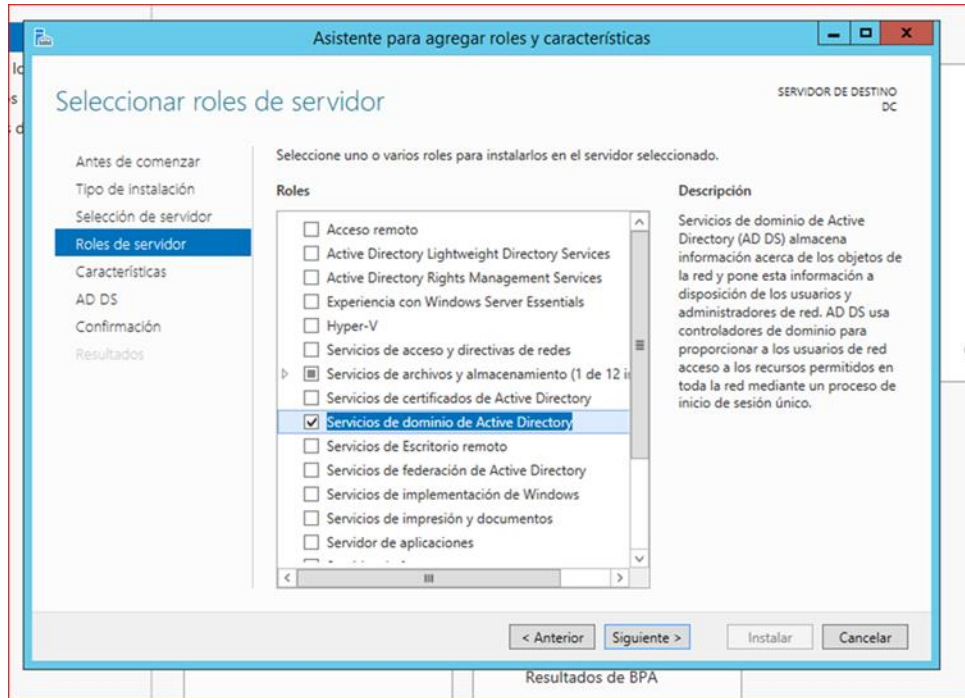 Asistente para agregar roles y características
Seleccionar roles de servidor
SERVIDOR DE DESTINO
DC
Antes de comenzar
Tipo de instalación
Selección de servidor
Roles de servidor
Características
AD DS
Confirmación
Resultados
Seleccione uno o varios roles para instalarlos en el servidor seleccionado.
Roles
Acceso remoto
Active Directory Lightweight Directory Services
Active Directory Rights Management Services
Experiencia con Windows Server Essentials
Hyper-V
Servicios de acceso y directivas de redes
Servicios de archivos y almacenamiento (1 de 12 i
Servicios de certificados de Active Directory
Servicios de dominio de Active Directory
Servicios de Escritorio remoto
Servicios de federación de Active Directory
Servicios de implementación de Windows
Servicios de impresión y documentos
Servidor de aplicaciones
Descripción
Servicios de dominio de Active
Directory (AD DS) almacena
información acerca de los objetos de
la red y pone esta información a
disposición de los usuarios y
administradores de red. AD DS usa
controladores de dominio para
proporcionar a los usuarios de red
acceso a los recursos permitidos en
toda la red mediante un proceso de
inicio de sesión único.
< Anterior
Siguiente >
Instalar
Cancelar
Resultados de BPA